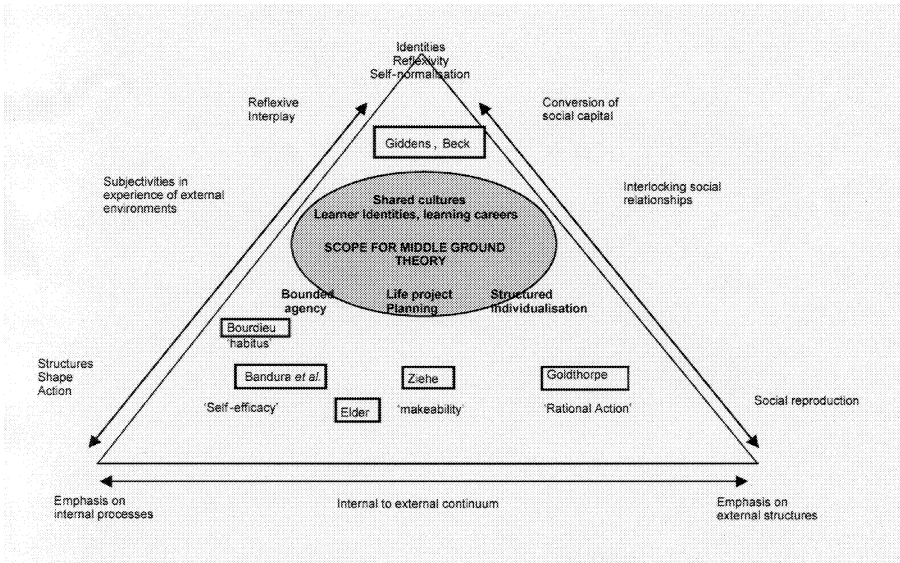 Identities
Reflexivity
Self-normalisation
Reflexive
Interplay
Conversion of
social capital
Giddens , Beck
Subjectivities in
experience of external
environments
Interlocking social
relationships
Shared cultures
Learner Identities, learning careers
SCOPE FOR MIDDLE GROUND
THEORY
Bounded
agency
Life project
Planning
Structured
Individualisation
Bourdieu
'habitus'
Structures
Shape
Action
Bandura et al.
Ziehe
Goldthorpe
'Self-efficacy'
Elder
'makeability'
'Rational Action'
Social reproduction
Emphasis on
internal processes
Internal to external continuum
Emphasis on
external structures